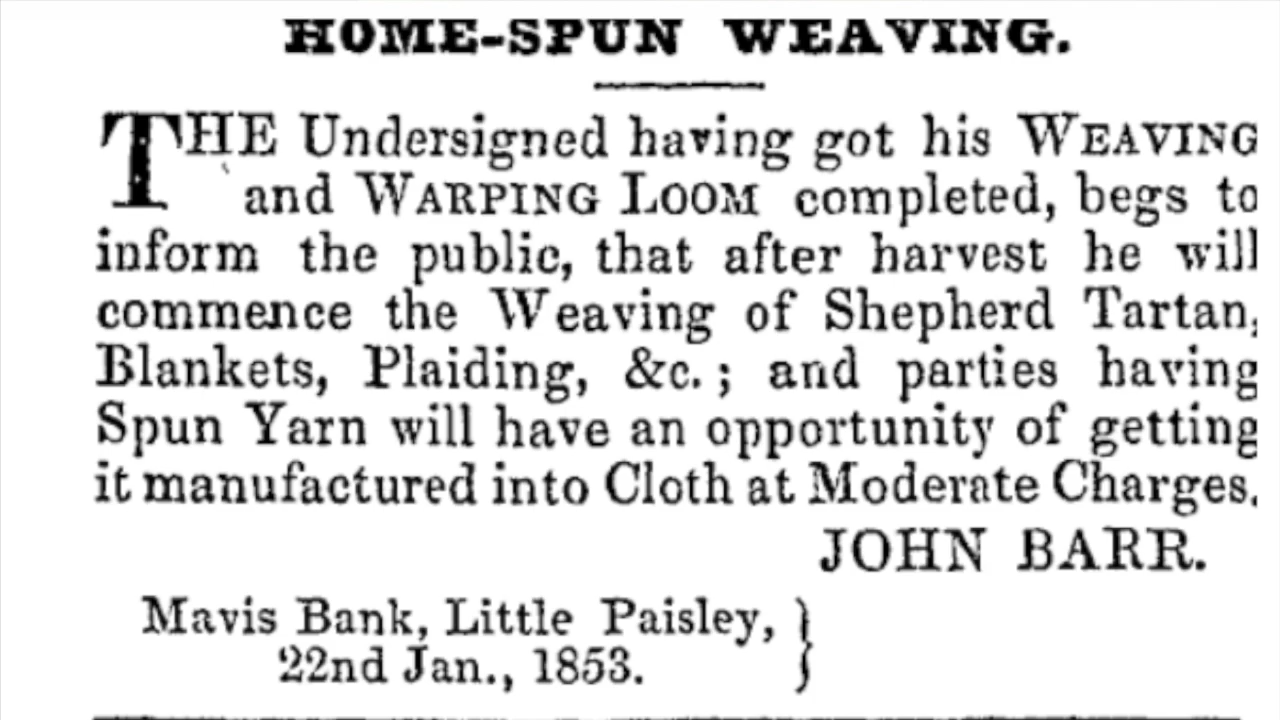 HOME-SPUN WEAVING.
THE Undersigned having got his WEAVING
and WARPING LOOM completed, begs to
inform the public, that after harvest he will
commence the Weaving of Shepherd Tartan,
Blankets, Plaiding, &c.; and parties having
Spun Yarn will have an opportunity of getting
it manufactured into Cloth at Moderate Charges.
JOHN BARR.
Mavis Bank, Little Paisley,
22nd Jan., 1853.